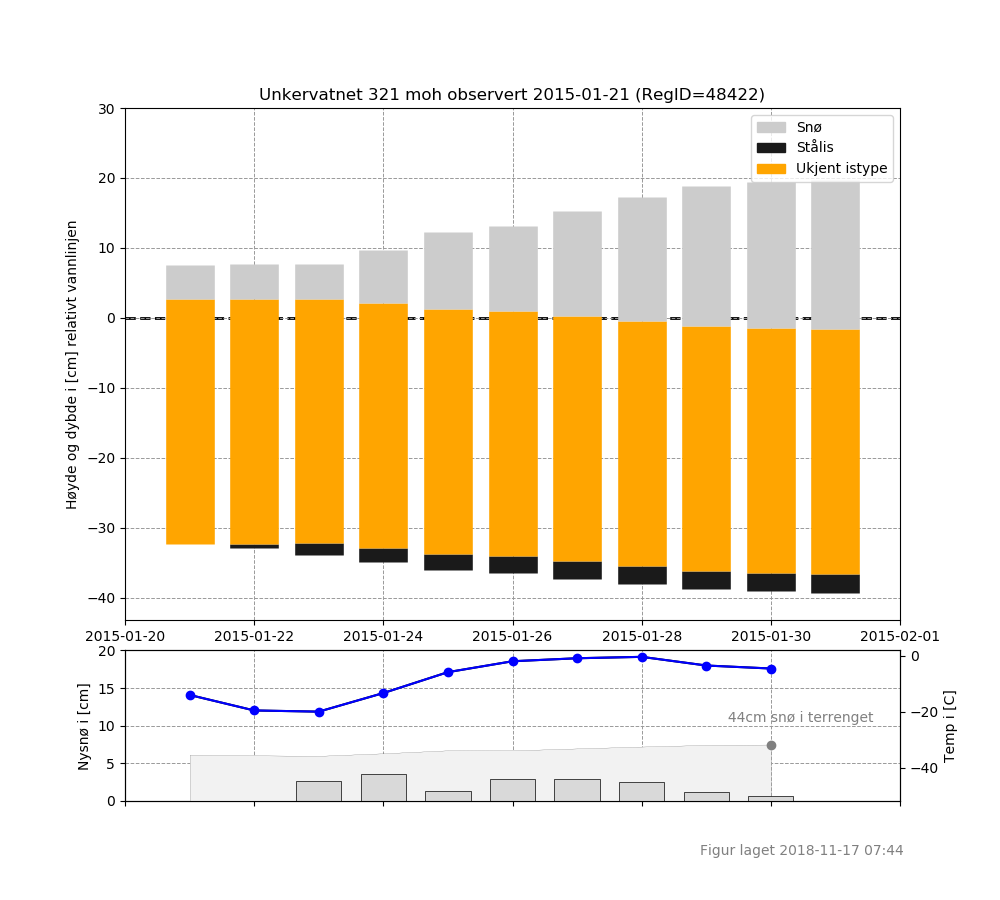 Unkervatnet 321 moh observert 2015-01-21 (RegID=48422)
Høyde og dybde i [cm] relativt vannlinjen
30
20
10
0
−10
−20
−30
−40
Snø
Stålis
Ukjent istype
2015-01-20 2015-01-22 2015-01-24 2015-01-26 2015-01-28 2015-01-30 2015-02-01
Nysnø i [cm]
20
15
10
5
0
44cm snø i terrenget
0
−20
−40
Temp i [C]
Figur laget 2018-11-17 07:44